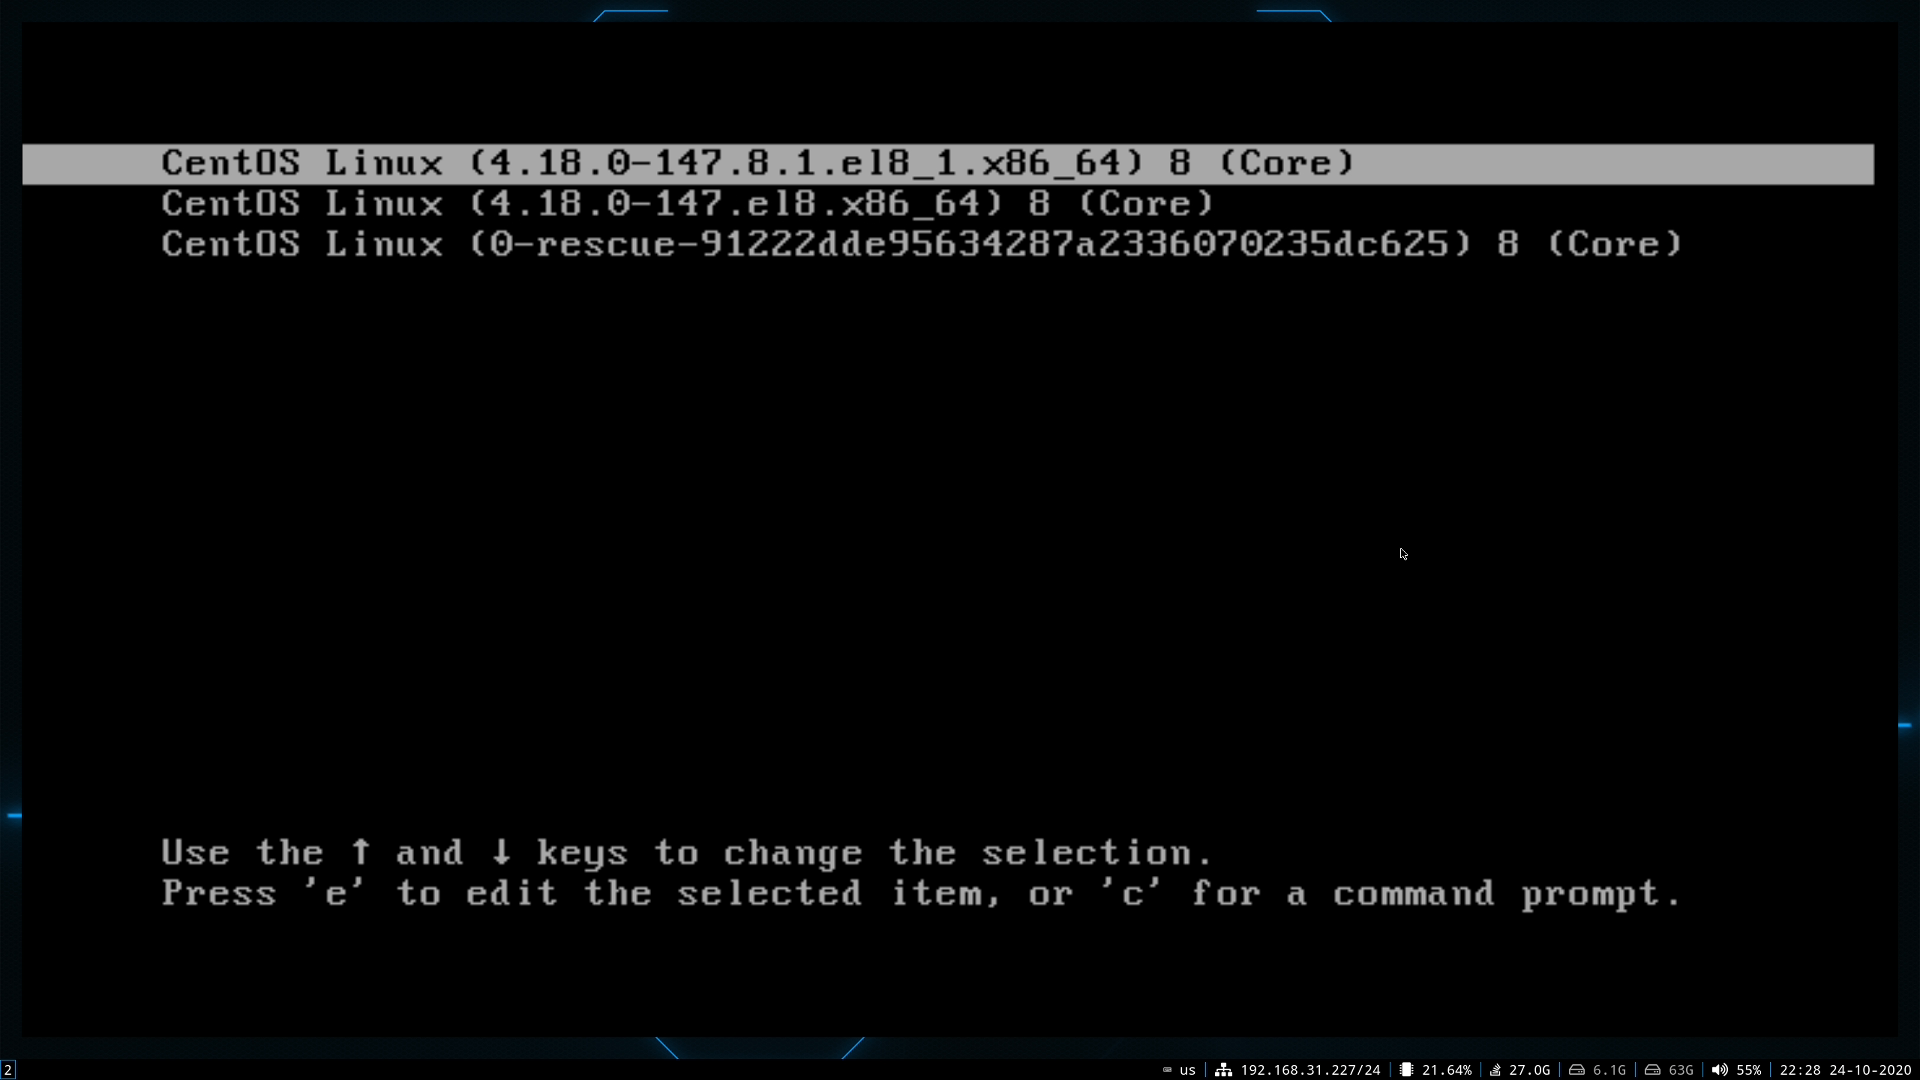 CentOS Linux (4.18.0-147.8.1.el8_1.x86_64) 8 (Core)
CentOS Linux (4.18.0-147.el8.x86_64) 8 (Core)
CentOS Linux (0-rescue-91222dde95634287a2336070235dc625) 8 (Core)
Use the ↑ and ↓ keys to change the selection.
Press 'e' to edit the selected item, or 'c' for a command prompt.
2 us 192.168.31.227/24 21.64% 27.0G 6.1G 63G 55% 22:28 24-10-2020